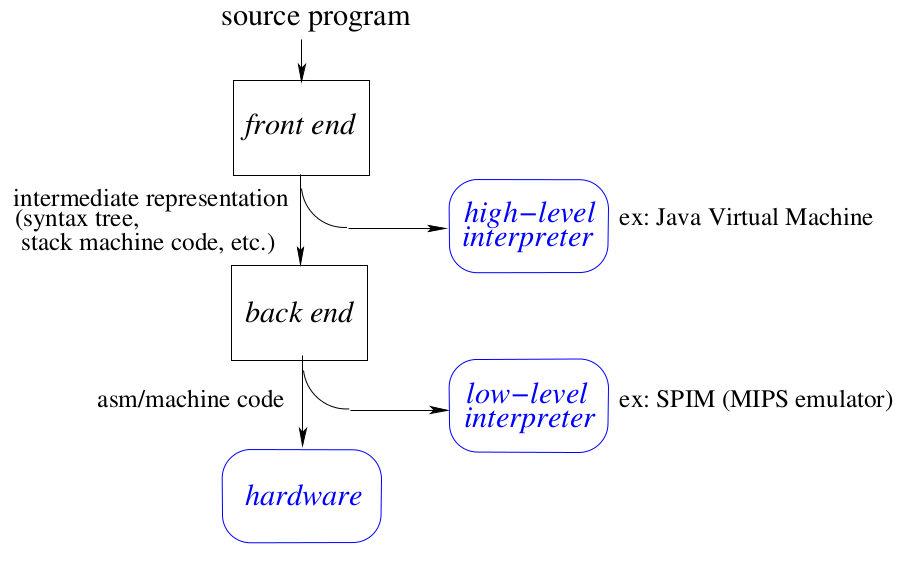 source program
front end
intermediate representation
(syntax tree,
stack machine code, etc.)
high−level
interpreter
ex: Java Virtual Machine
back end
asm/machine code
low−level
interpreter
ex: SPIM (MIPS emulator)
hardware